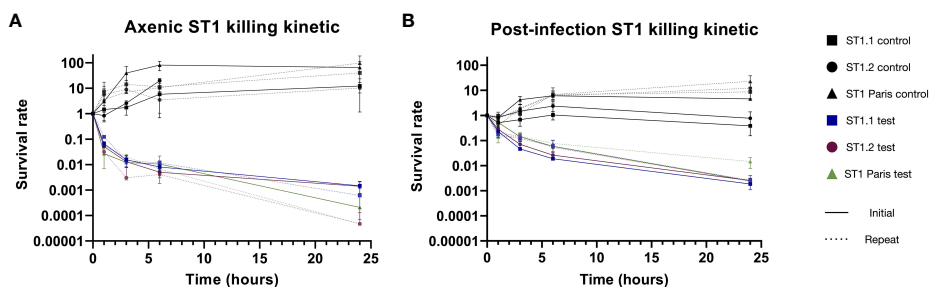 A
Axenic ST1 killing kinetic
Survival rate
100
10
1
0.1
0.01
0.001
0.0001
0.00001
0
5
10
15
20
25
Time (hours)
B
Post-infection ST1 killing kinetic
Survival rate
100
10
1
0.1
0.01
0.001
0.0001
0.00001
0
5
10
15
20
25
Time (hours)
ST1.1 control
ST1.2 control
ST1 Paris control
ST1.1 test
ST1.2 test
ST1 Paris test
Initial
Repeat